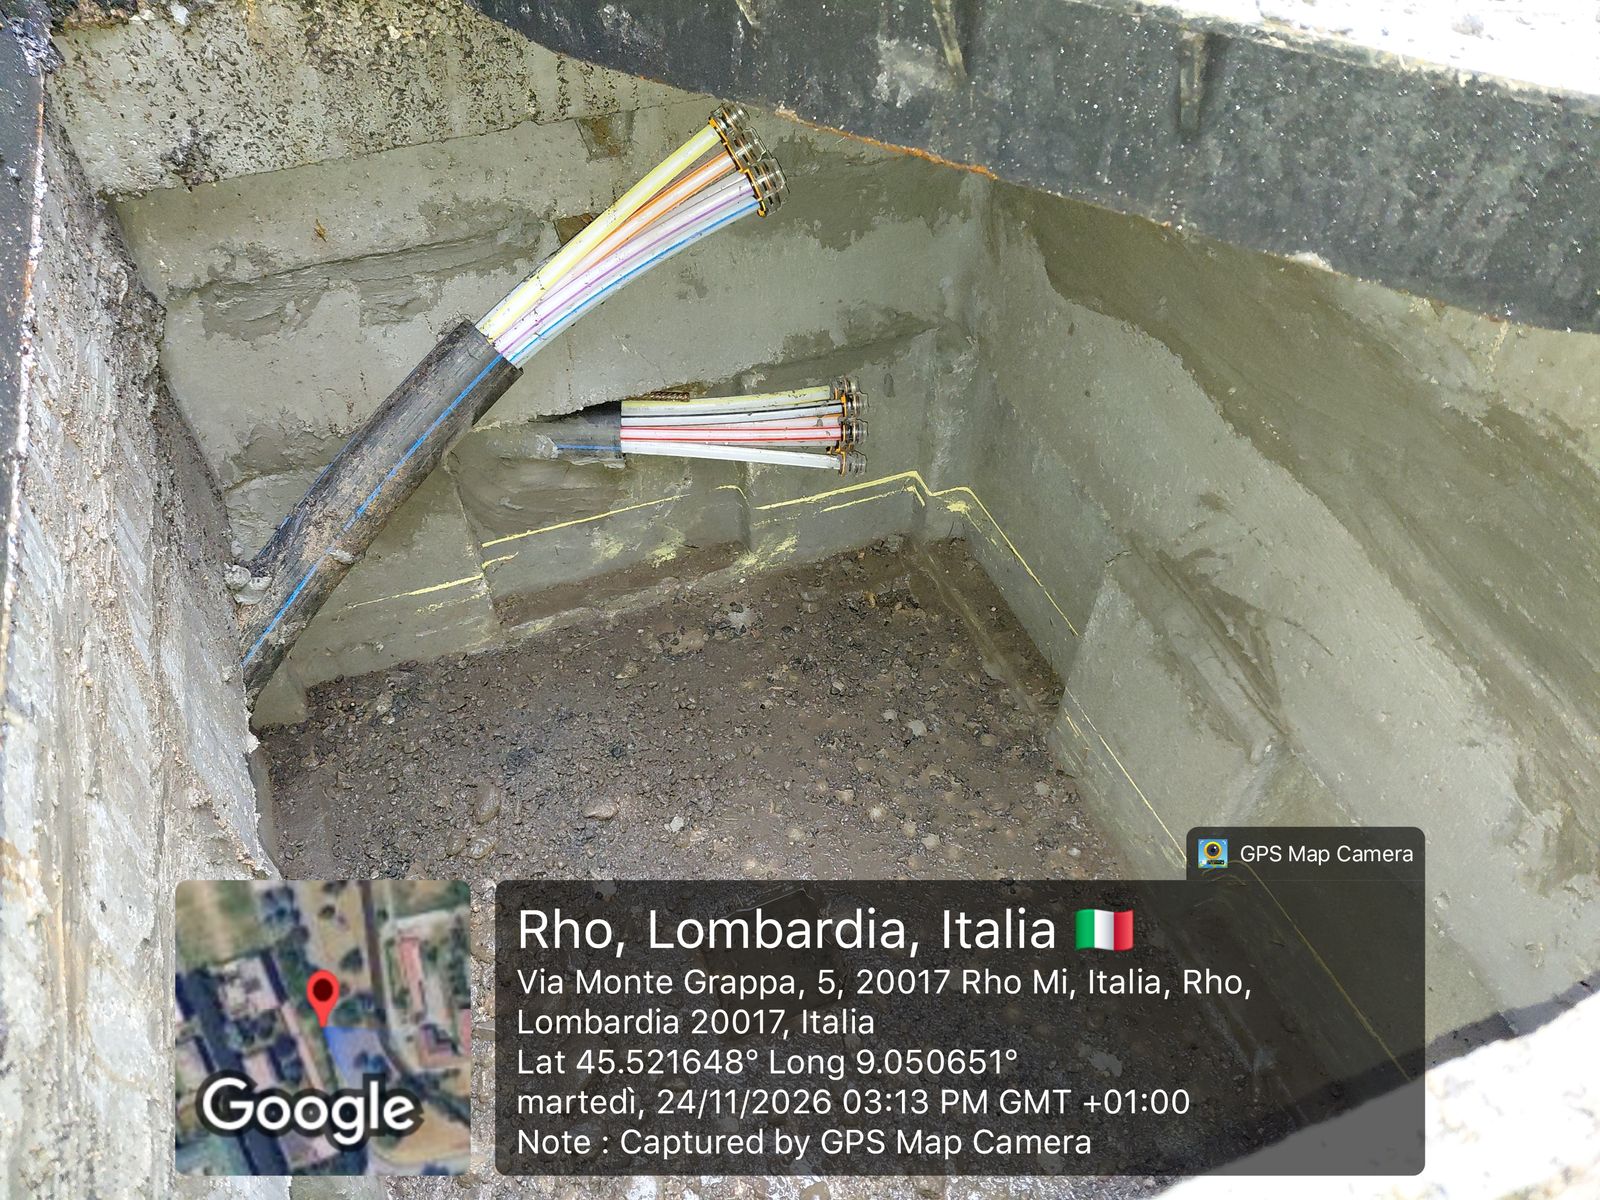 GPS Map Camera
Rho, Lombardia, Italia
Via Monte Grappa, 5, 20017 Rho Mi, Italia, Rho,
Lombardia 20017, Italia
Lat 45.521648° Long 9.050651°
martedì, 24/11/2026 03:13 PM GMT +01:00
Note : Captured by GPS Map Camera
Google